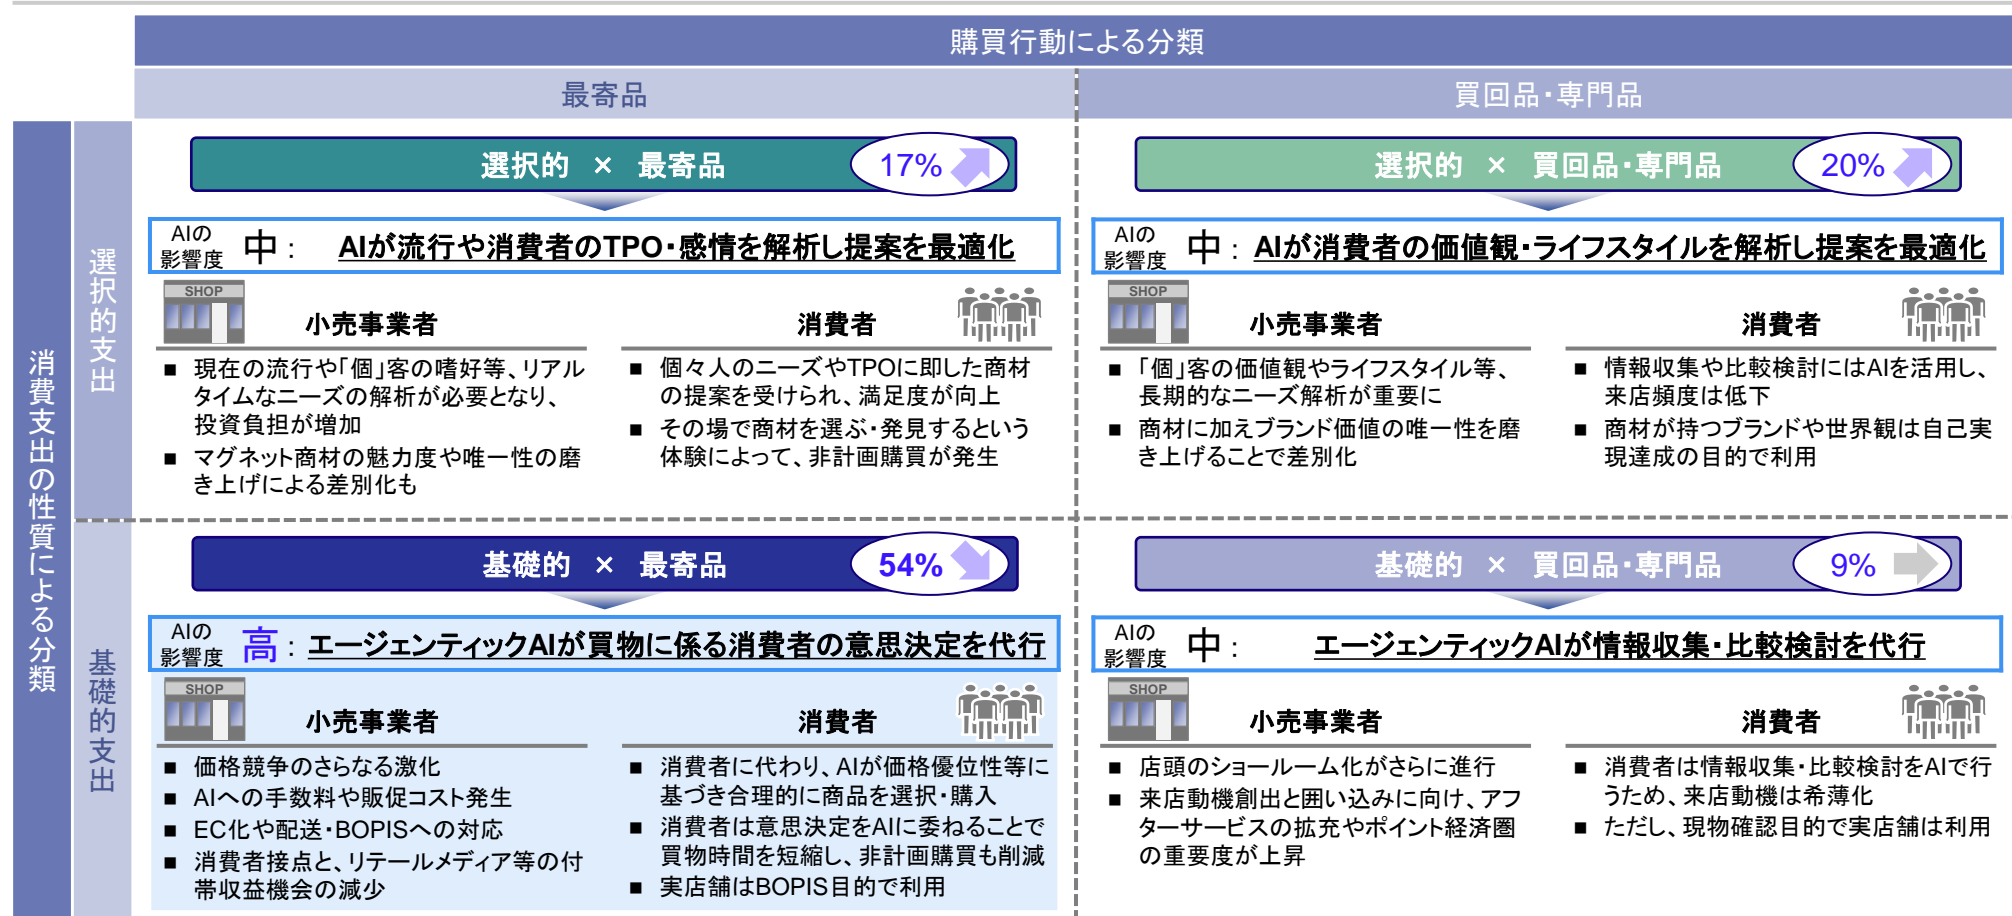 購買行動による分類
最寄品
買回品・専門品
消費支出の性質による分類
選択的支出
選択的 × 最寄品
17%
AIの
影響度
中:
AIが流行や消費者のTPO・感情を解析し提案を最適化
SHOP
小売事業者
■ 現在の流行や「個」客の嗜好等、リアル
タイムなニーズの解析が必要となり、
投資負担が増加
■ マグネット商材の魅力度や唯一性の磨
き上げによる差別化も
消費者
■ 個々人のニーズやTPOに即した商材
の提案を受けられ、満足度が向上
■ その場で商材を選ぶ・発見するという
体験によって、非計画購買が発生
選択的 × 買回品・専門品
20%
AIの
影響度
中:
AIが消費者の価値観・ライフスタイルを解析し提案を最適化
SHOP
小売事業者
■ 「個」客の価値観やライフスタイル等、
長期的なニーズ解析が重要に
■ 商材に加えブランド価値の唯一性を磨
き上げることで差別化
消費者
■ 情報収集や比較検討にはAIを活用し、
来店頻度は低下
■ 商材が持つブランドや世界観は自己実
現達成の目的で利用
基礎的支出
基礎的 × 最寄品
54%
AIの
影響度
高:
エージェンティックAIが買物に係る消費者の意思決定を代行
SHOP
小売事業者
■ 価格競争のさらなる激化
■ AIへの手数料や販促コスト発生
■ EC化や配送・BOPISへの対応
■ 消費者接点と、リテールメディア等の付
帯収益機会の減少
消費者
■ 消費者に代わり、AIが価格優位性等に
基づき合理的に商品を選択・購入
■ 消費者は意思決定をAIに委ねることで
買物時間を短縮し、非計画購買も削減
■ 実店舗はBOPIS目的で利用
基礎的 × 買回品・専門品
9%
AIの
影響度
中:
エージェンティックAIが情報収集・比較検討を代行
SHOP
小売事業者
■ 店頭のショールーム化がさらに進行
■ 来店動機創出と囲い込みに向け、アフ
ターサービスの拡充やポイント経済圏
の重要度が上昇
消費者
■ 消費者は情報収集・比較検討をAIで行
うため、来店動機は希薄化
■ ただし、現物確認目的で実店舗は利用